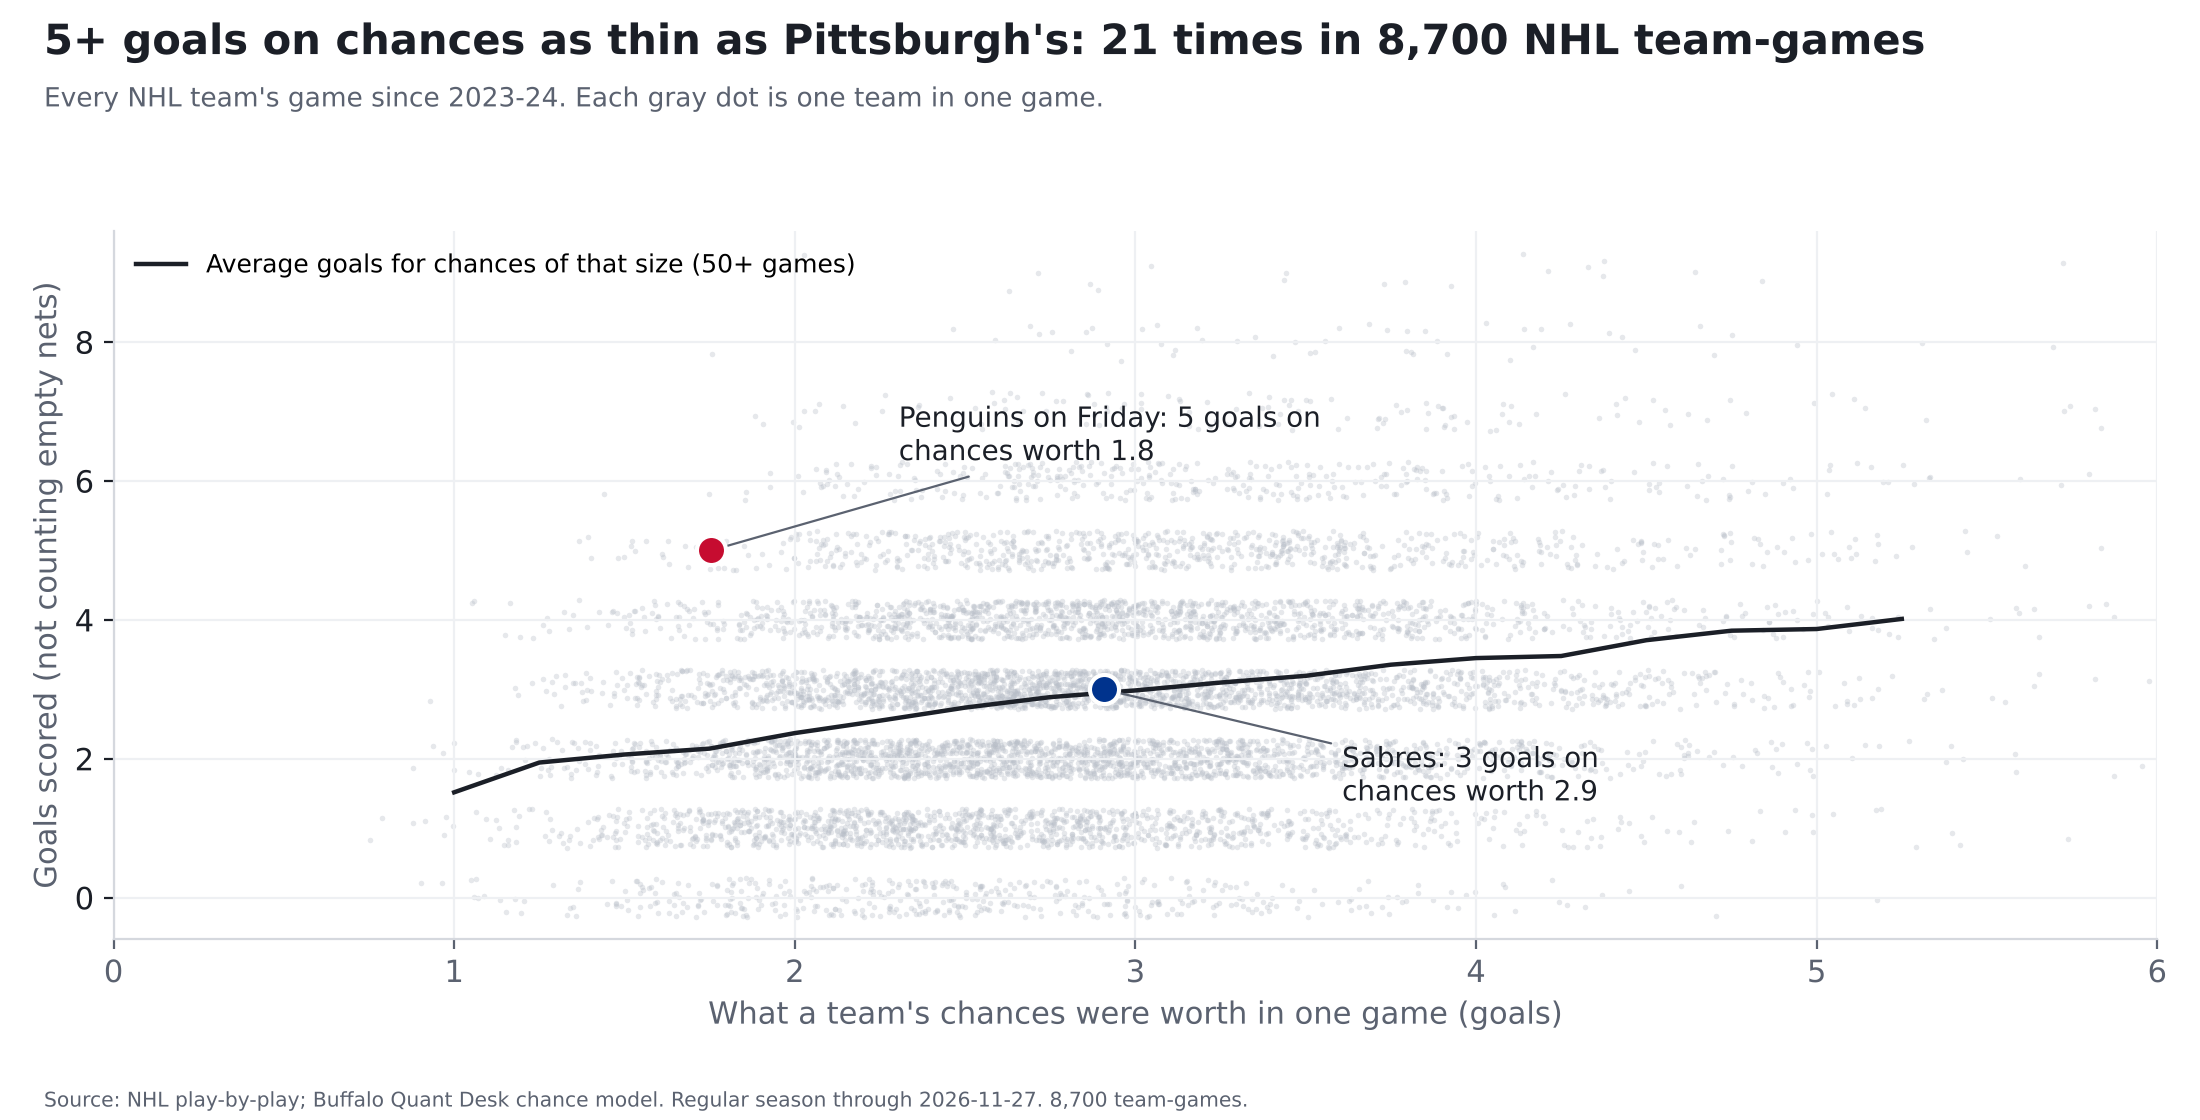 5+ goals on chances as thin as Pittsburgh's: 21 times in 8,700 NHL team-games
Every NHL team's game since 2023-24. Each gray dot is one team in one game.
Average goals for chances of that size (50+ games)
Goals scored (not counting empty nets)
8
6
4
2
0
Penguins on Friday: 5 goals on
chances worth 1.8
Sabres: 3 goals on
chances worth 2.9
0 1 2 3 4 5 6
What a team's chances were worth in one game (goals)
Source: NHL play-by-play; Buffalo Quant Desk chance model. Regular season through 2026-11-27. 8,700 team-games.